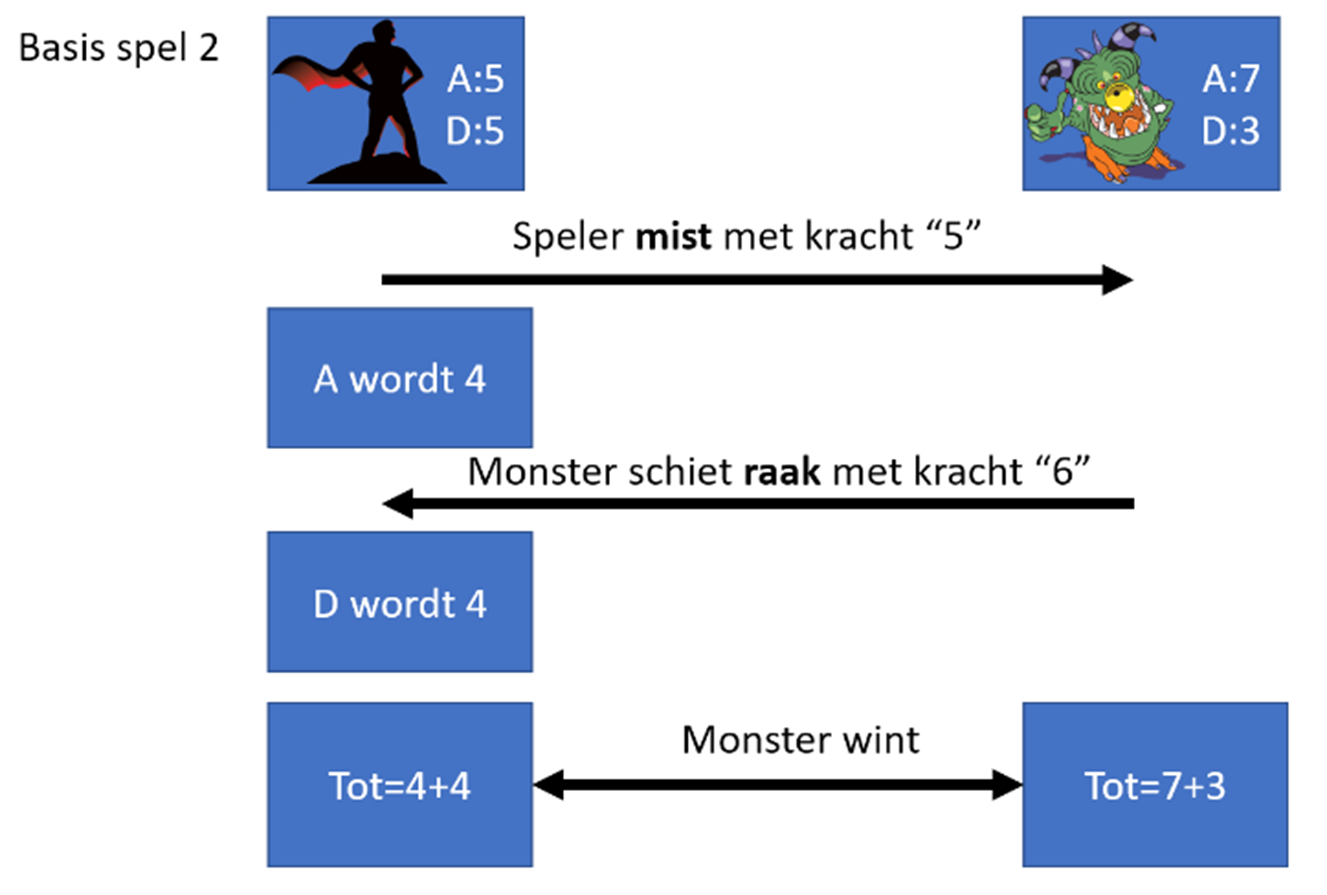 Basis spel 2
A:5
D:5
A:7
D:3
Speler mist met kracht “5”
A wordt 4
Monster schiet raak met kracht “6”
D wordt 4
Tot=4+4
Monster wint
Tot=7+3